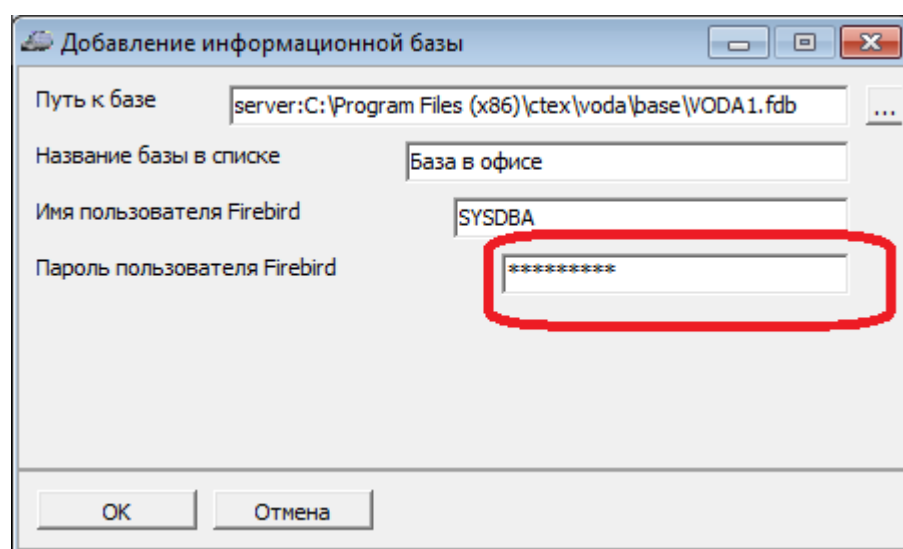 Добавление информационной базы
Путь к базе server:C:\Program Files (x86)\ctex\voda\base\VODA1.fdb ...
Название базы в списке База в офисе
Имя пользователя Firebird SYSDBA
Пароль пользователя Firebird *********
OK Отмена